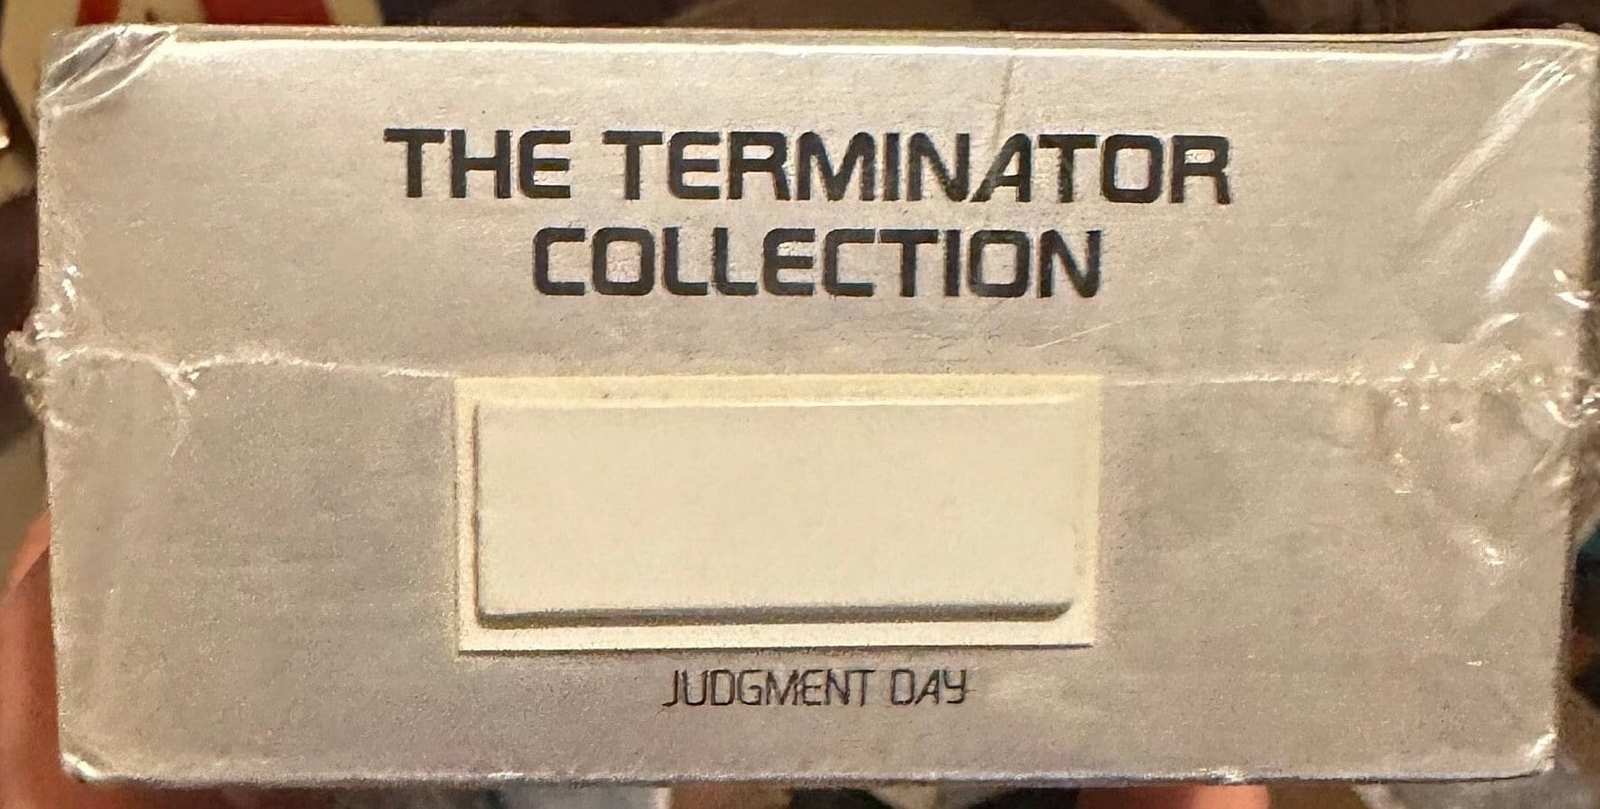 THE TERMINATOR
COLLECTION
JUDGMENT DAY